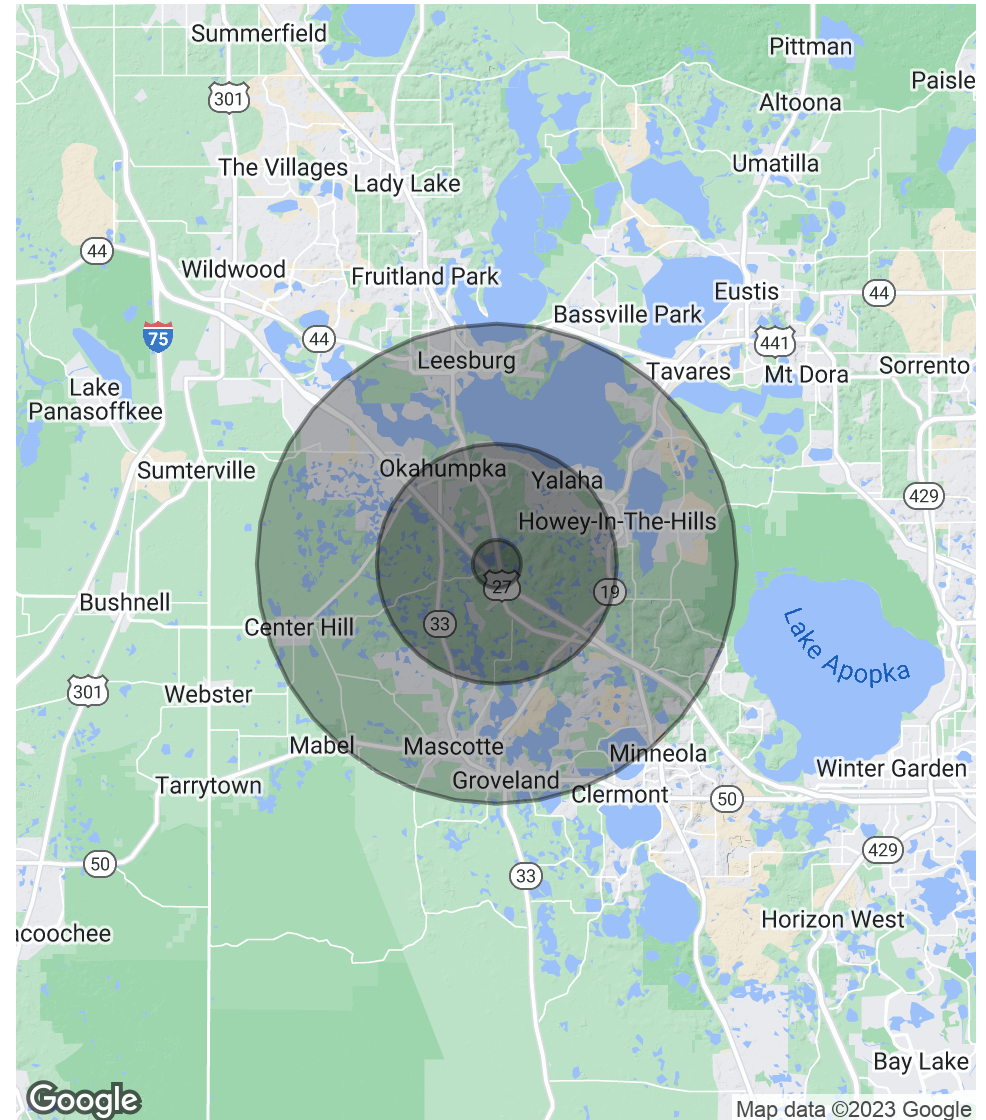 Summerfield
Pittman
Paisle
301
Altoona
The Villages
Umatilla
Lady Lake
44
Wildwood
Fruitland Park
Eustis
44
Bassville Park
75
44
441
Leesburg
Tavares
Mt Dora
Sorrento
Lake
Panasoffkee
Sumterville
Okahumpka
Yalaha
429
Howey-In-The-Hills
27
19
Bushnell
Center Hill
33
Lake Apopka
301
Webster
Mabel
Mascotte
Minneola
Winter Garden
Tarrytown
Groveland
Clermont
50
50
429
33
Horizon West
acoochee
Bay Lake
Google
Map data ©2023 Google